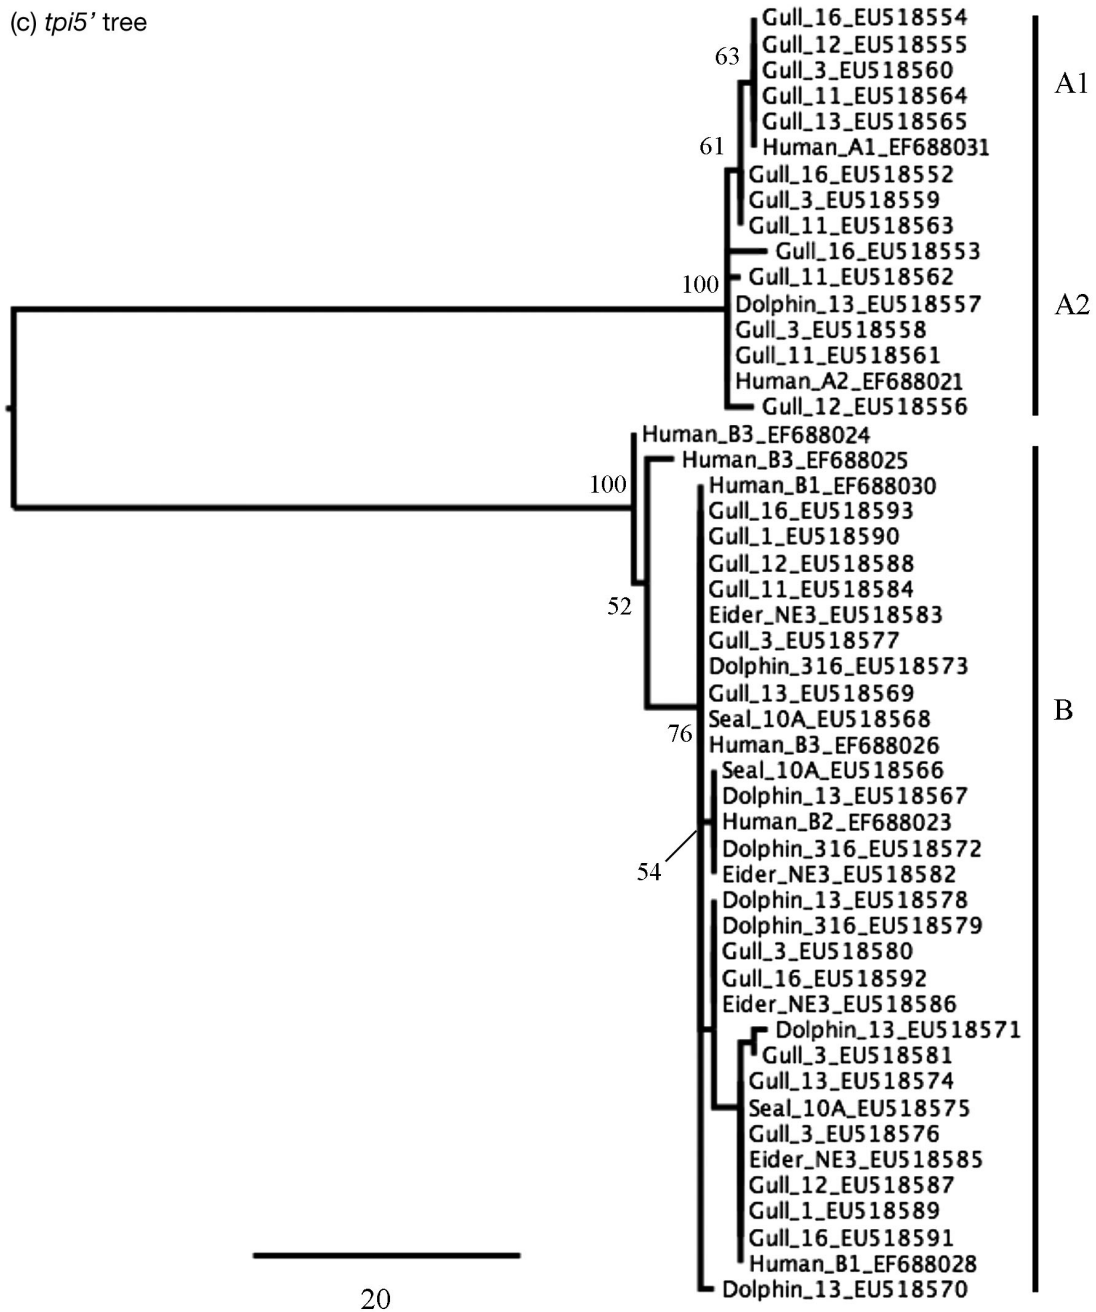 (c) tpi5’ tree
Gull_16_EU518554
63
Gull_12_EU518555
Gull_3_EU518560
A1
Gull_11_EU518564
Gull_13_EU518565
61
Human_A1_EF688031
Gull_16_EU518552
Gull_3_EU518559
Gull_11_EU518563
Gull_16_EU518553
100
Gull_11_EU518562
Dolphin_13_EU518557
A2
Gull_3_EU518558
Gull_11_EU518561
Human_A2_EF688021
Gull_12_EU518556
Human_B3_EF688024
Human_B3_EF688025
100
Human_B1_EF688030
Gull_16_EU518593
Gull_1_EU518590
Gull_12_EU518588
Gull_11_EU518584
52
Eider_NE3_EU518583
Gull_3_EU518577
Dolphin_316_EU518573
Gull_13_EU518569
B
Seal_10A_EU518568
76
Human_B3_EF688026
Seal_10A_EU518566
Dolphin_13_EU518567
Human_B2_EF688023
Dolphin_316_EU518572
54
Eider_NE3_EU518582
Dolphin_13_EU518578
Dolphin_316_EU518579
Gull_3_EU518580
Gull_16_EU518592
Eider_NE3_EU518586
Dolphin_13_EU518571
Gull_3_EU518581
Gull_13_EU518574
Seal_10A_EU518575
Gull_3_EU518576
Eider_NE3_EU518585
Gull_12_EU518587
Gull_1_EU518589
Gull_16_EU518591
Human_B1_EF688028
Dolphin_13_EU518570
20